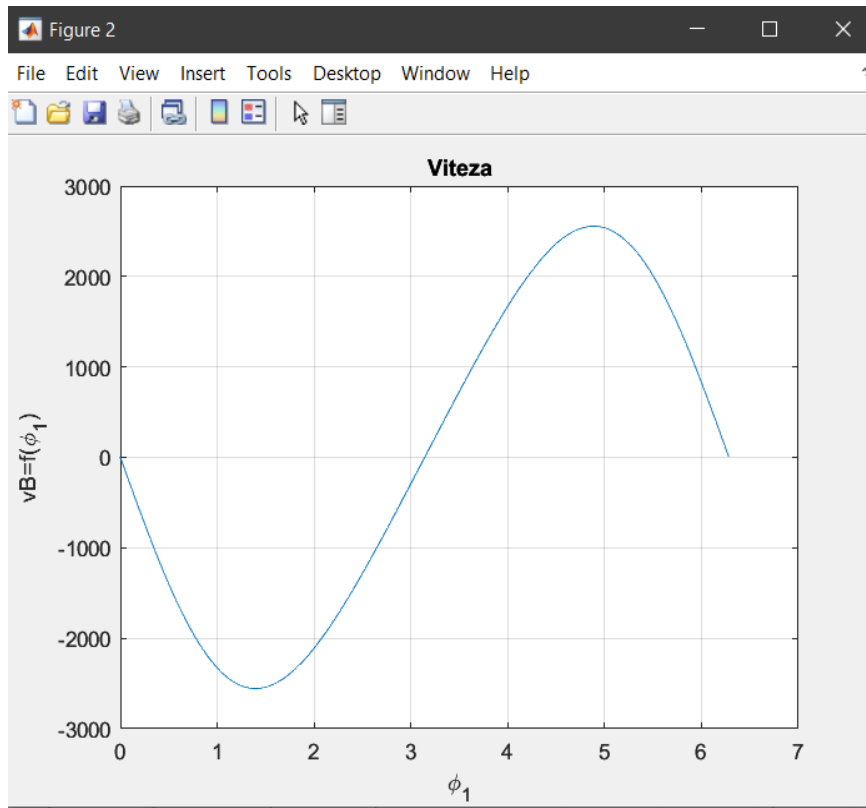 Figure 2
File Edit View Insert Tools Desktop Window Help
Viteza
3000
2000
1000
0
-1000
-2000
-3000
vB=f(ϕ₁)
0 1 2 3 4 5 6 7
ϕ₁